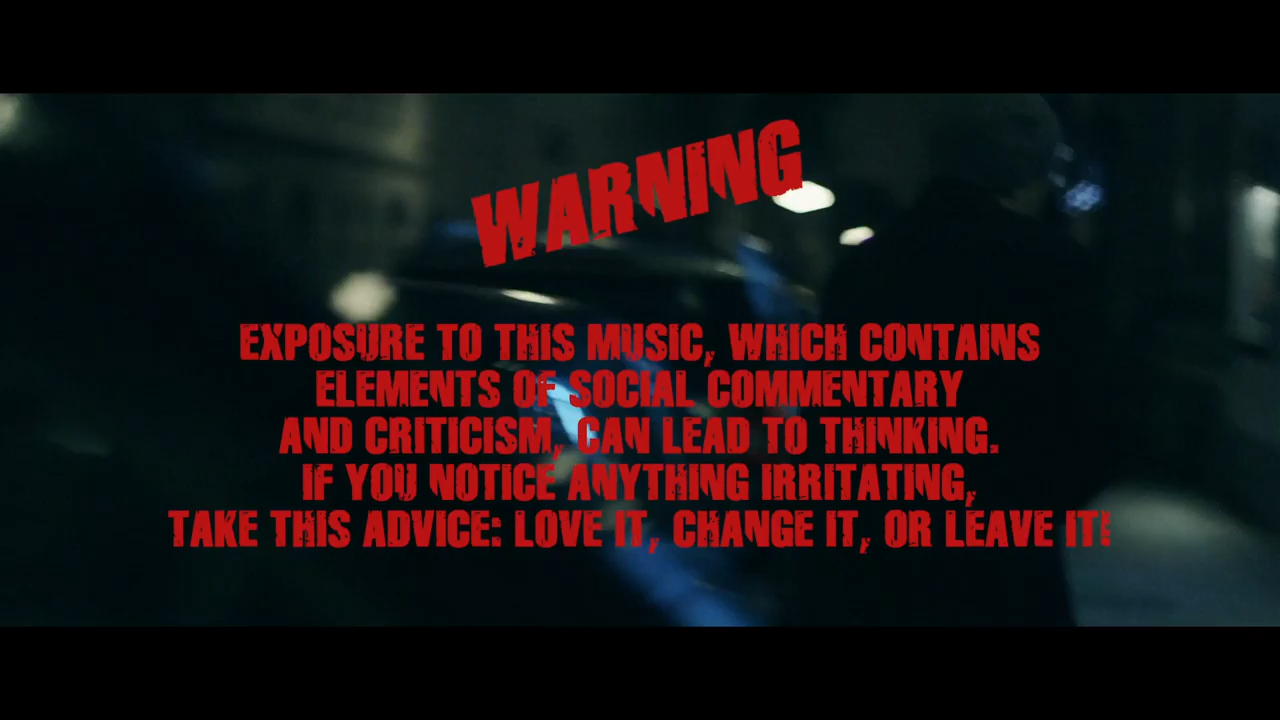 WARNING
EXPOSURE TO THIS MUSIC, WHICH CONTAINS
ELEMENTS OF SOCIAL COMMENTARY
AND CRITICISM, CAN LEAD TO THINKING.
IF YOU NOTICE ANYTHING IRRITATING,
TAKE THIS ADVICE: LOVE IT, CHANGE IT, OR LEAVE IT!